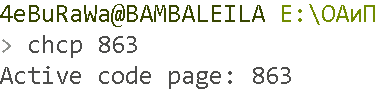 4eBuRaWa@BAMBALEILA E:\ОАиП
> chcp 863
Active code page: 863